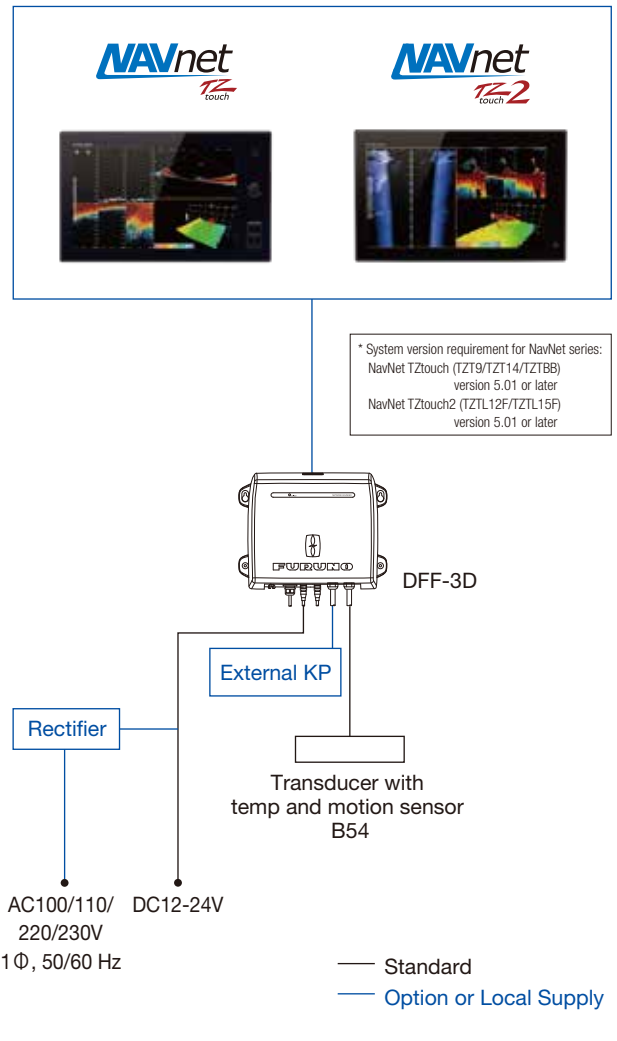 NAVnet
TZ
touch
NAVnet
TZ 2
touch
* System version requirement for NavNet series:
NavNet TZtouch (TZT9/TZT14/TZTBB)
version 5.01 or later
NavNet TZtouch2 (TZTL12F/TZTL15F)
version 5.01 or later
FURUNO
DFF-3D
External KP
Rectifier
Transducer with
temp and motion sensor
B54
AC100/110/
220/230V
1Φ, 50/60 Hz
DC12-24V
Standard
Option or Local Supply